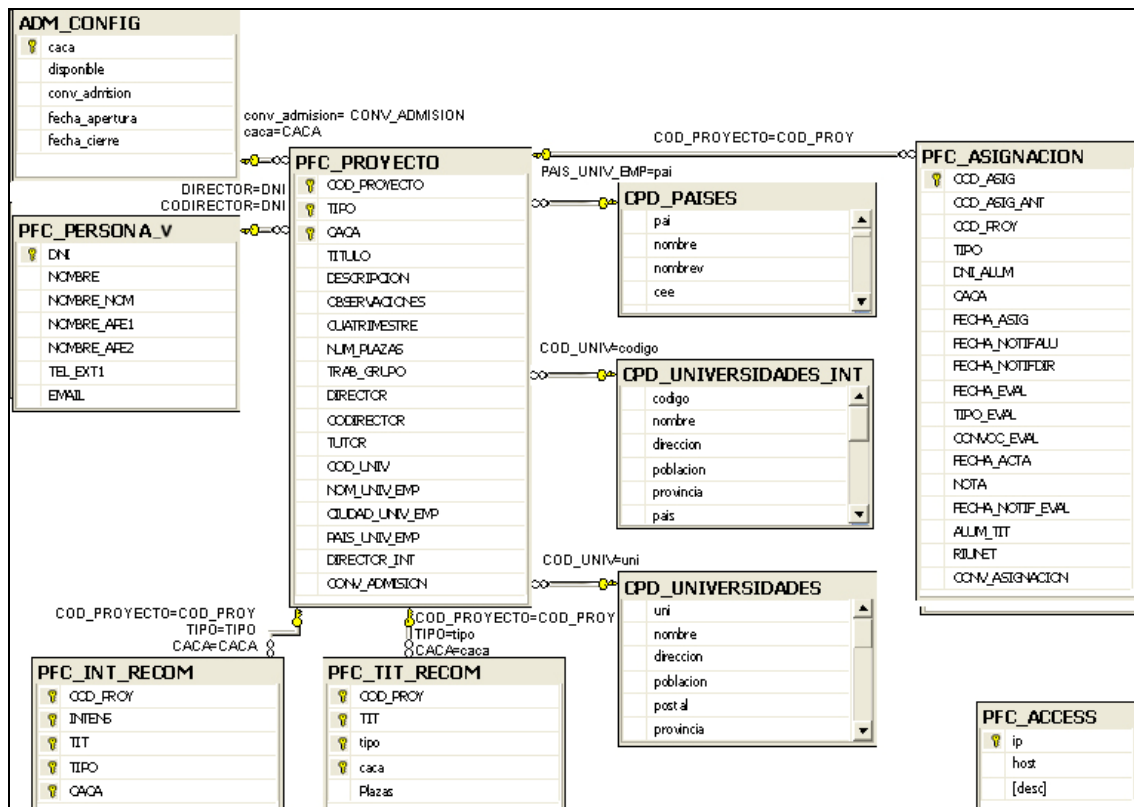 ADM_CONFIG
caca
disponible
conv_admision
fecha_apertura
fecha_cierre
conv_admision= CONV_ADMISION
caca=CACA
DIRECTOR=DNI
CODIRECTOR=DNI
PFC_PERSONA_V
DNI
NOMBRE
NOMBRE_NOM
NOMBRE_APE1
NOMBRE_APE2
TEL_EXT1
EMAIL
PFC_PROYECTO
COD_PROYECTO
TIPO
CACA
TITULO
DESCRIPCION
OBSERVACIONES
CUATRIMESTRE
NUM_PLAZAS
TRAB_GRUPO
DIRECTOR
CODIRECTOR
TUTOR
COD_UNIV
NOM_UNIV_EMP
CIUDAD_UNIV_EMP
PAIS_UNIV_EMP
DIRECTOR_INT
CONV_ADMISION
COD_PROYECTO=COD_PROY
PAIS_UNIV_EMP=pai
CPD_PAISES
pai
nombre
nombrev
cee
COD_UNIV=codigo
CPD_UNIVERSIDADES_INT
codigo
nombre
direccion
poblacion
provincia
pais
COD_UNIV=uni
CPD_UNIVERSIDADES
uni
nombre
direccion
poblacion
postal
provincia
PFC_ASIGNACION
COD_ASIG
COD_ASIG_ANT
COD_PROY
TIPO
DNI_ALUM
CACA
FECHA_ASIG
FECHA_NOTIFALU
FECHA_NOTIFDIR
FECHA_EVAL
TIPO_EVAL
CONVOC_EVAL
FECHA_ACTA
NOTA
FECHA_NOTIF_EVAL
ALUM_TIT
RIUNET
CONV_ASIGNACION
COD_PROYECTO=COD_PROY
TIPO=TIPO
CACA=CACA
PFC_INT_RECOM
COD_PROY
INTENS
TIT
TIPO
CACA
COD_PROYECTO=COD_PROY
TIPO=tipo
CACA=caca
PFC_TIT_RECOM
COD_PROY
TIT
tipo
caca
Plazas
PFC_ACCESS
ip
host
[desc]